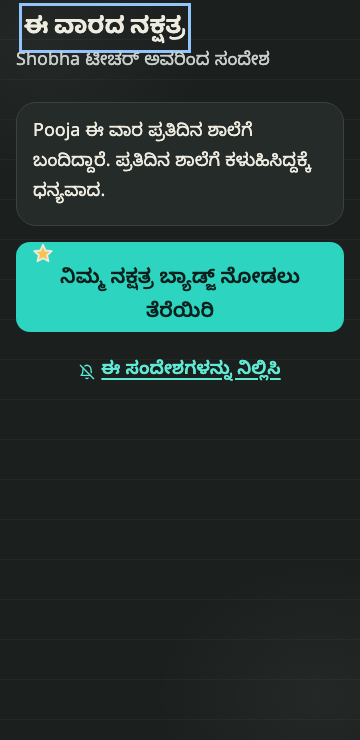 ಈ ವಾರದ ನಕ್ಷತ್ರ
Shobha ಟೀಚರ್ ಅವರಿಂದ ಸಂದೇಶ
Pooja ಈ ವಾರ ಪ್ರತಿದಿನ ಶಾಲೆಗೆ
ಬಂದಿದ್ದಾರೆ. ಪ್ರತಿದಿನ ಶಾಲೆಗೆ ಕಳುಹಿಸಿದ್ದಕ್ಕೆ
ಧನ್ಯವಾದ.
ನಿಮ್ಮ ನಕ್ಷತ್ರ ಬ್ಯಾಡ್ಜ್ ನೋಡಲು
ತೆರೆಯಿರಿ
ಈ ಸಂದೇಶಗಳನ್ನು ನಿಲ್ಲಿಸಿ